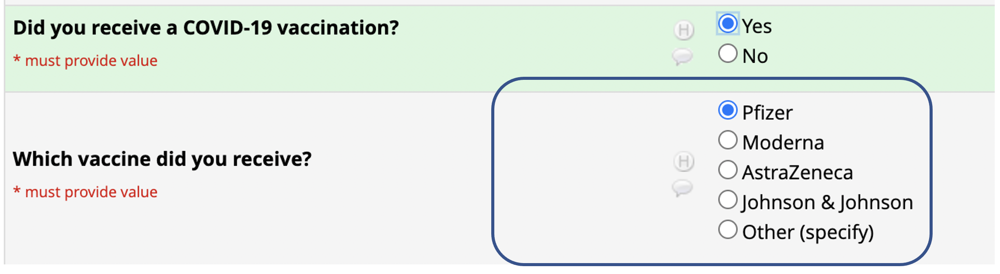 Did you receive a COVID-19 vaccination?
* must provide value
H
Yes
No
Which vaccine did you receive?
* must provide value
H
Pfizer
Moderna
AstraZeneca
Johnson & Johnson
Other (specify)